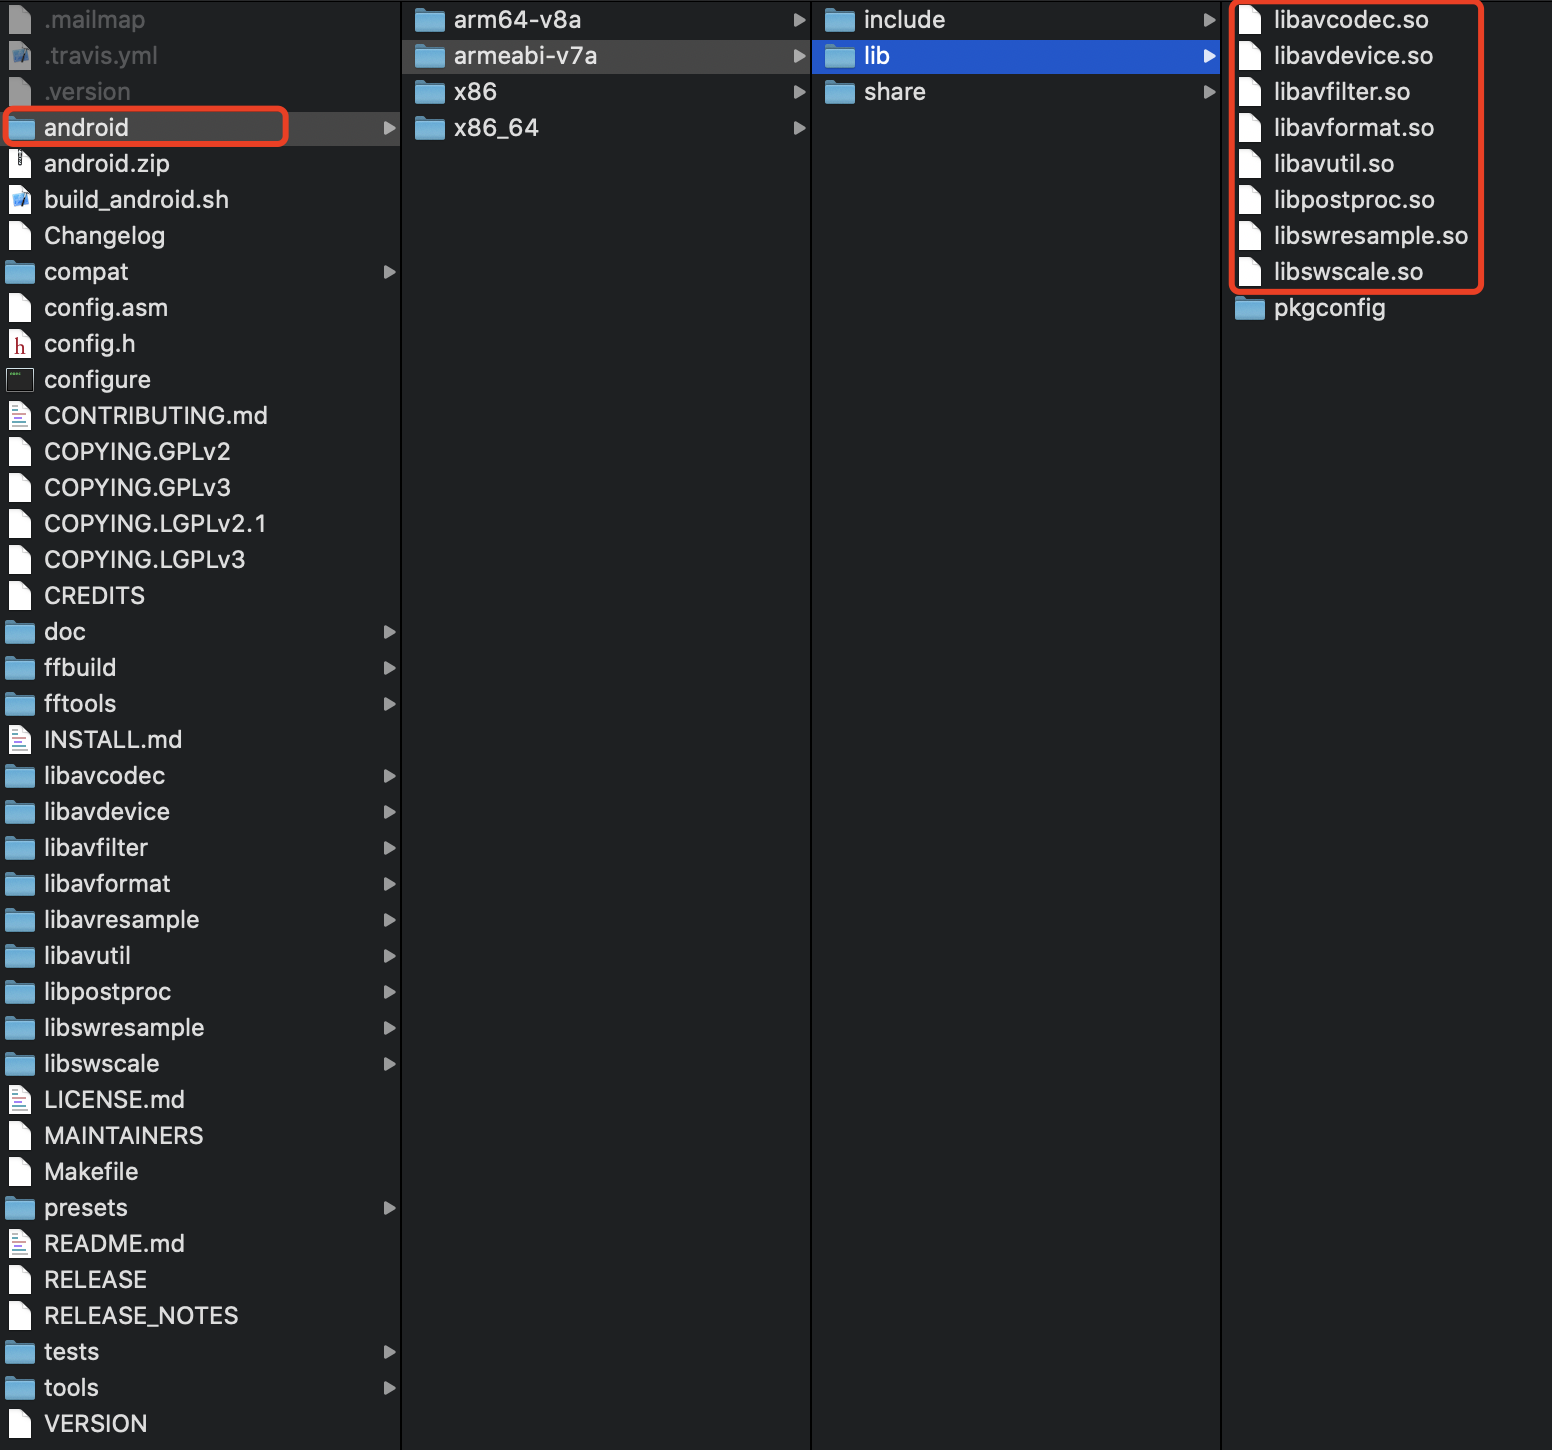 .mailmap
.travis.yml
.version
android
android.zip
build_android.sh
Changelog
compat
config.asm
config.h
configure
CONTRIBUTING.md
COPYING.GPLv2
COPYING.GPLv3
COPYING.LGPLv2.1
COPYING.LGPLv3
CREDITS
doc
ffbuild
fftools
INSTALL.md
libavcodec
libavdevice
libavfilter
libavformat
libavresample
libavutil
libpostproc
libswresample
libswscale
LICENSE.md
MAINTAINERS
Makefile
presets
README.md
RELEASE
RELEASE_NOTES
tests
tools
VERSION
arm64-v8a
armeabi-v7a
x86
x86_64
include
lib
share
libavcodec.so
libavdevice.so
libavfilter.so
libavformat.so
libavutil.so
libpostproc.so
libswresample.so
libswscale.so
pkgconfig